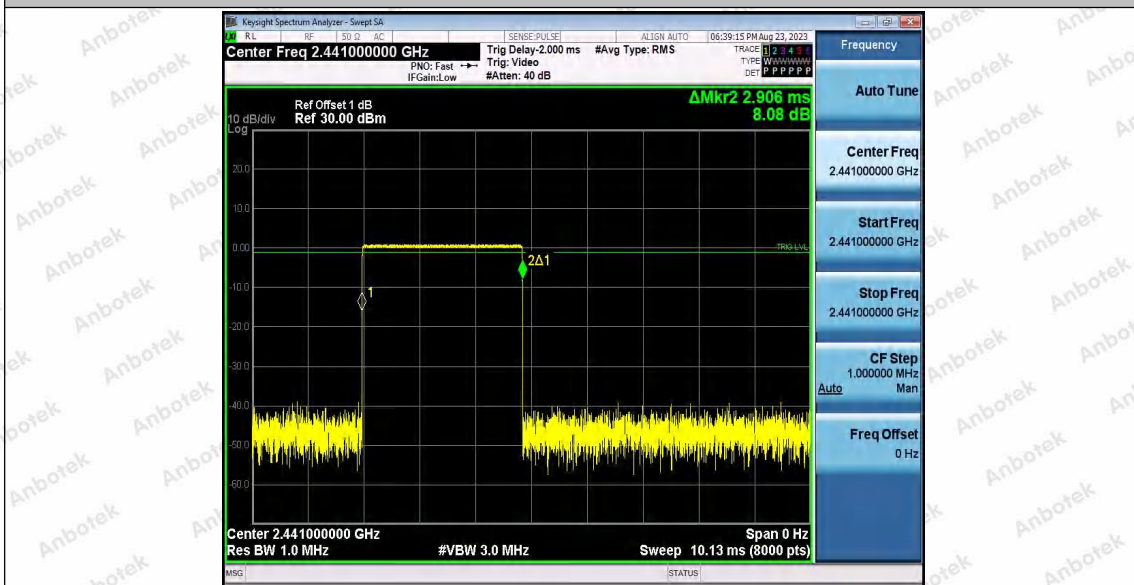 Keysight Spectrum Analyzer - Swept SA
RL RF 50 Ω AC SENSE:PULSE ALIGN AUTO 06:39:15 PM Aug 23, 2023
Center Freq 2.441000000 GHz
PNO: Fast
IFGain:Low
Trig Delay-2.000 ms
Trig: Video
#Atten: 40 dB
#Avg Type: RMS
TRACE 1 2 3 4 5 6
TYPE WWWWWW
DET P P P P P P
Frequency
Auto Tune
Center Freq
2.441000000 GHz
Start Freq
2.441000000 GHz
Stop Freq
2.441000000 GHz
CF Step
1.000000 MHz
Auto Man
Freq Offset
0 Hz
ΔMkr2 2.906 ms
8.08 dB
Ref Offset 1 dB
10 dB/div Ref 30.00 dBm
Log
20.0
10.0
0.00
TRIG LVL
2Δ1
-10.0
1
-20.0
-30.0
-40.0
-50.0
-60.0
Center 2.441000000 GHz Span 0 Hz
Res BW 1.0 MHz #VBW 3.0 MHz Sweep 10.13 ms (8000 pts)
MSG STATUS
Anbotek